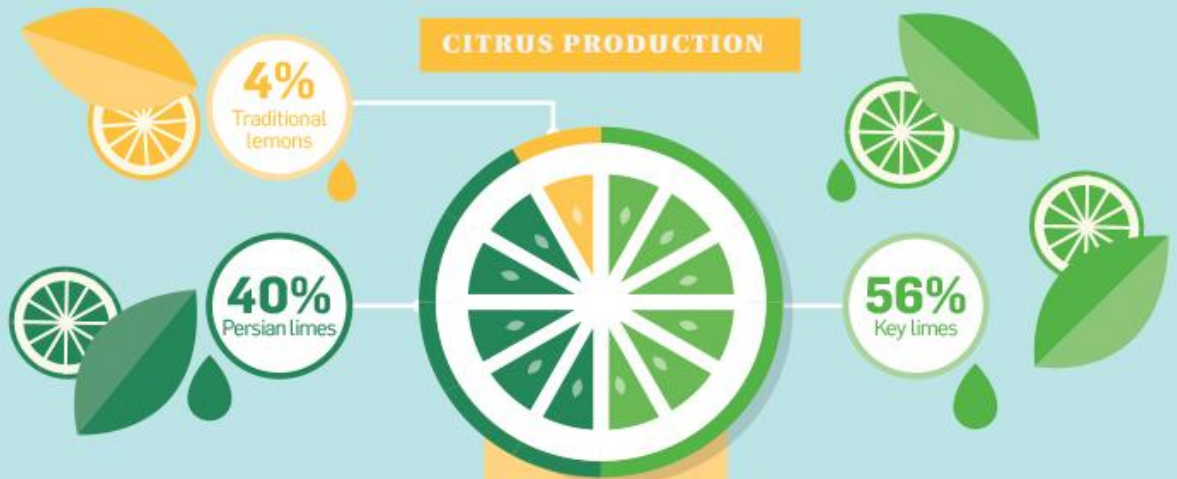 CITRUS PRODUCTION
4%
Traditional
lemons
40%
Persian limes
56%
Key limes